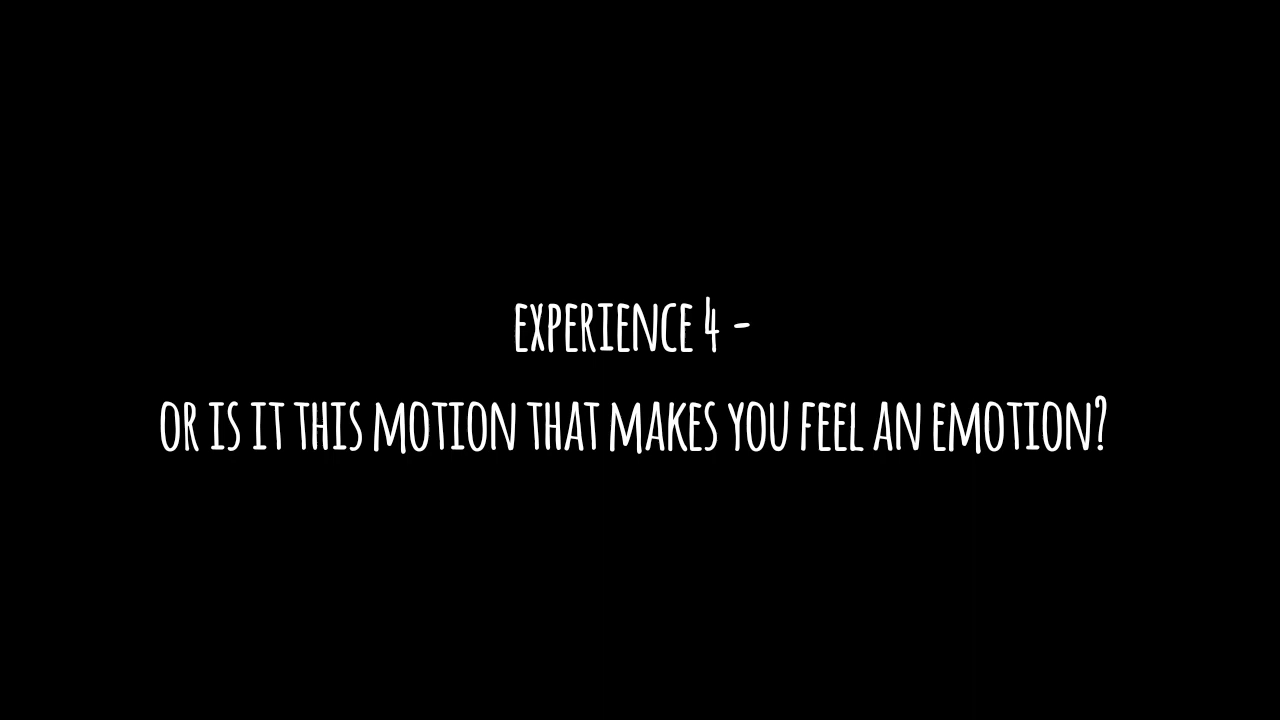 EXPERIENCE 4 -
OR IS IT THIS MOTION THAT MAKES YOU FEEL AN EMOTION?